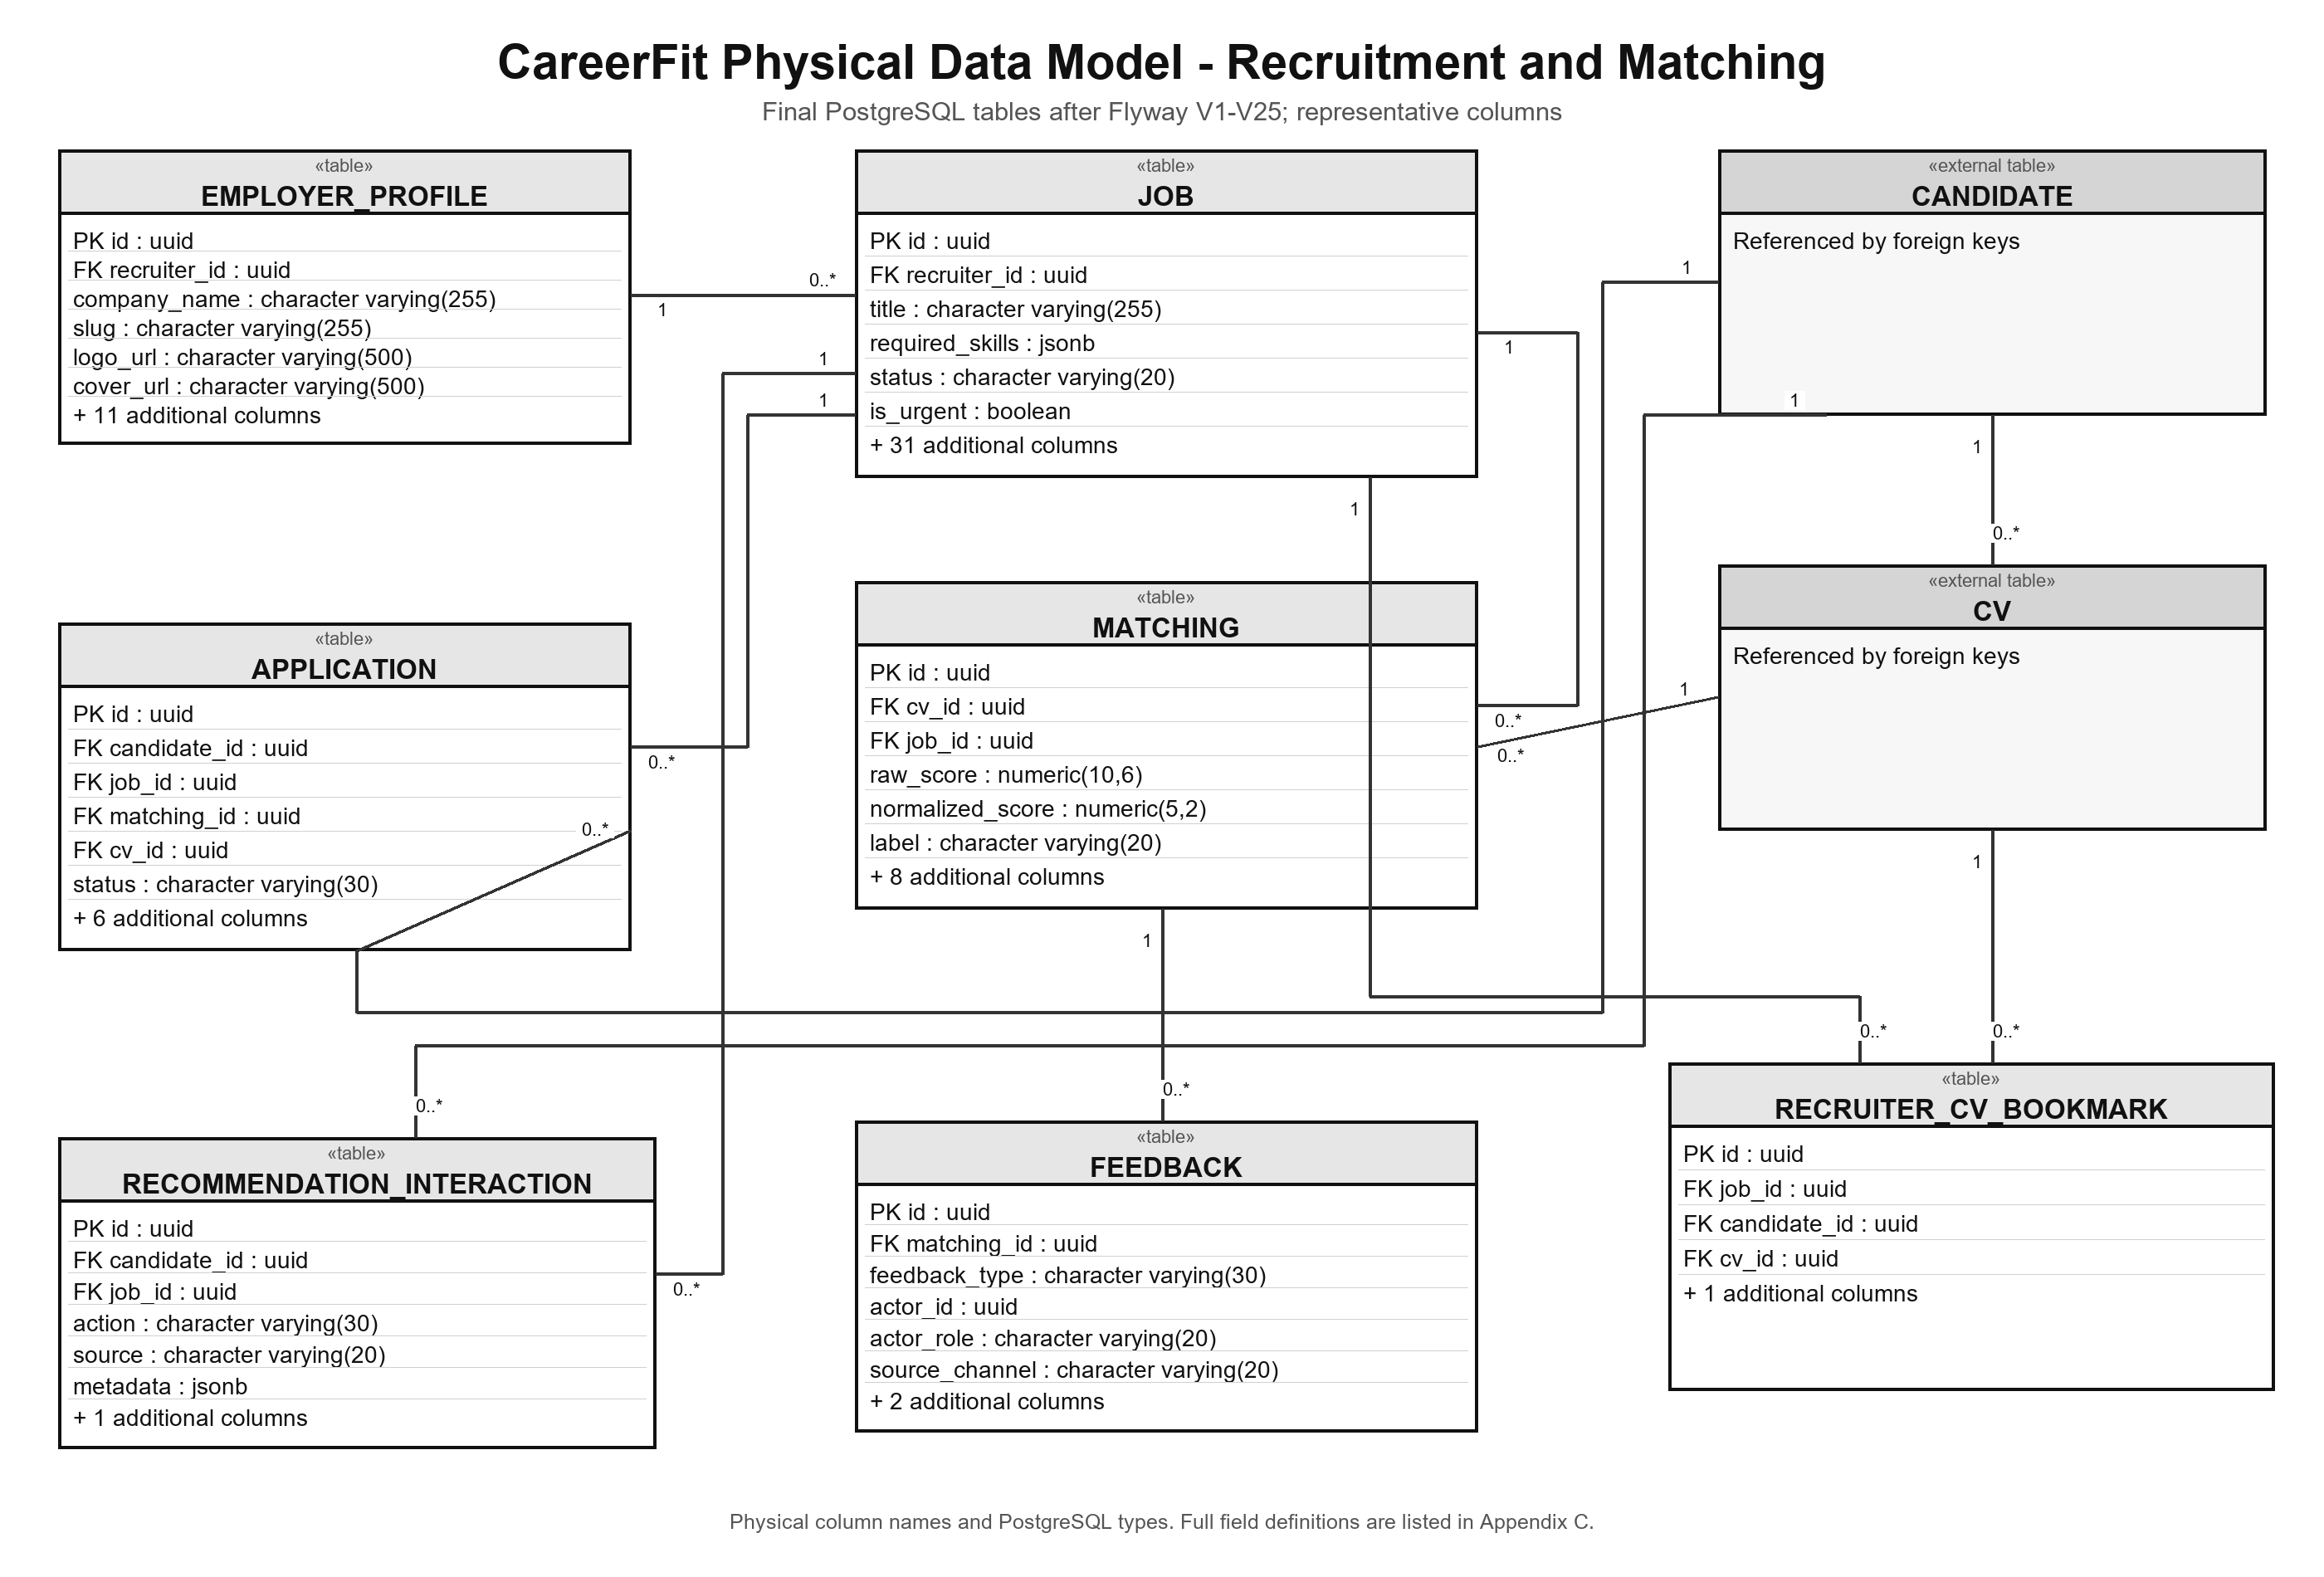 CareerFit Physical Data Model - Recruitment and Matching
Final PostgreSQL tables after Flyway V1-V25; representative columns
«table»
EMPLOYER_PROFILE
PK id : uuid
FK recruiter_id : uuid
company_name : character varying(255)
slug : character varying(255)
logo_url : character varying(500)
cover_url : character varying(500)
+ 11 additional columns
1
0..*
«table»
JOB
PK id : uuid
FK recruiter_id : uuid
title : character varying(255)
required_skills : jsonb
status : character varying(20)
is_urgent : boolean
+ 31 additional columns
1
1
1
1
«external table»
CANDIDATE
Referenced by foreign keys
1
1
1
0..*
«table»
APPLICATION
PK id : uuid
FK candidate_id : uuid
FK job_id : uuid
FK matching_id : uuid
FK cv_id : uuid
status : character varying(30)
+ 6 additional columns
0..*
0..*
«table»
MATCHING
PK id : uuid
FK cv_id : uuid
FK job_id : uuid
raw_score : numeric(10,6)
normalized_score : numeric(5,2)
label : character varying(20)
+ 8 additional columns
0..*
0..*
1
«external table»
CV
Referenced by foreign keys
1
1
0..*
0..*
«table»
RECOMMENDATION_INTERACTION
PK id : uuid
FK candidate_id : uuid
FK job_id : uuid
action : character varying(30)
source : character varying(20)
metadata : jsonb
+ 1 additional columns
0..*
0..*
«table»
FEEDBACK
PK id : uuid
FK matching_id : uuid
feedback_type : character varying(30)
actor_id : uuid
actor_role : character varying(20)
source_channel : character varying(20)
+ 2 additional columns
0..*
«table»
RECRUITER_CV_BOOKMARK
PK id : uuid
FK job_id : uuid
FK candidate_id : uuid
FK cv_id : uuid
+ 1 additional columns
Physical column names and PostgreSQL types. Full field definitions are listed in Appendix C.